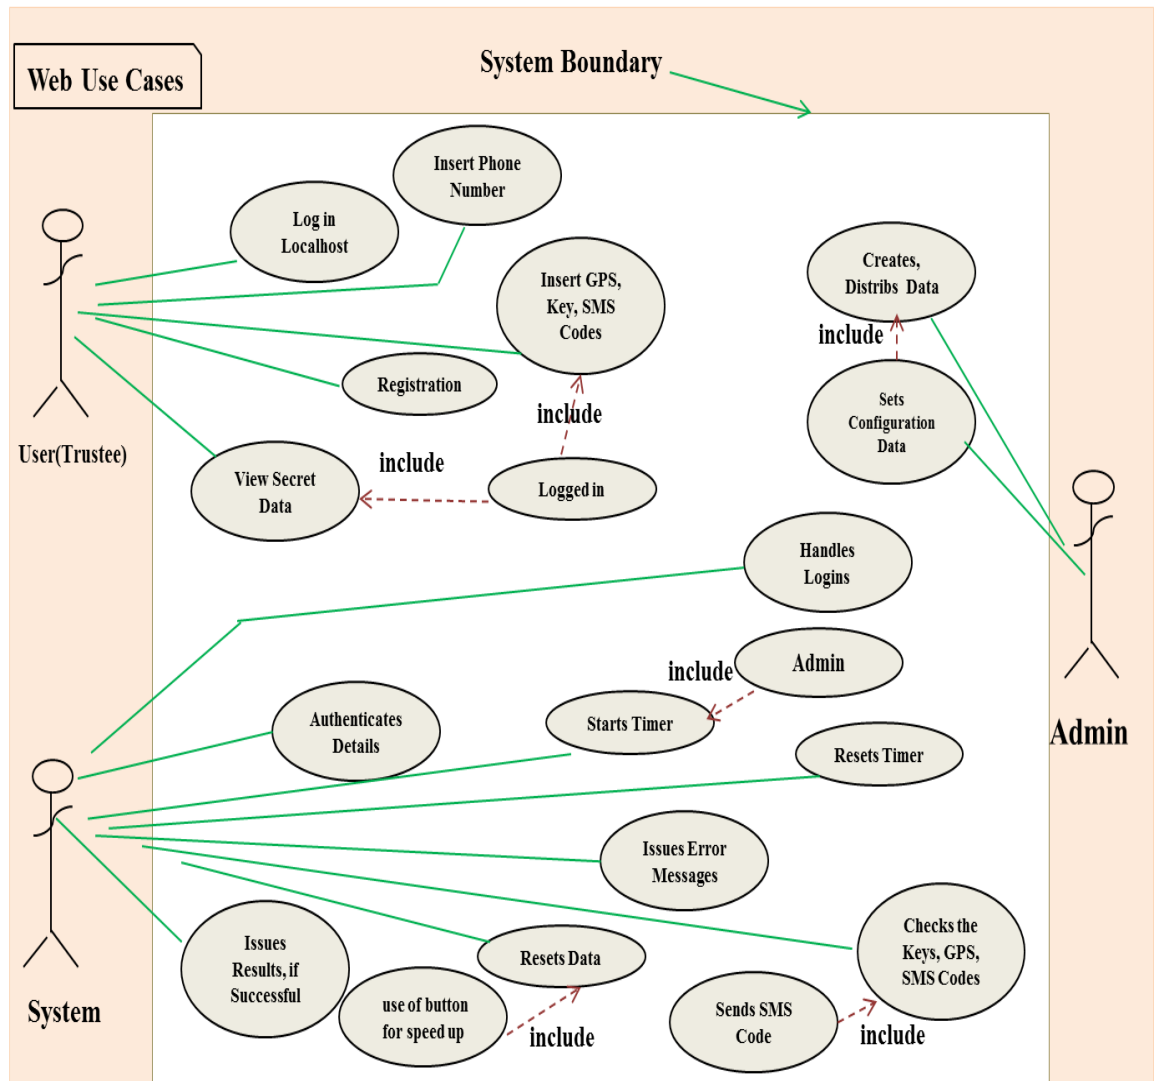 System Boundary
Web Use Cases
Insert Phone
Number
Log in
Localhost
Insert GPS,
Key, SMS
Codes
Creates,
Distribs Data
include
Registration
include
Sets
Configuration
Data
User(Trustee)
include
View Secret
Data
Logged in
Handles
Logins
Admin
include
Authenticates
Details
Starts Timer
Resets Timer
Admin
Issues Error
Messages
Issues
Results, if
Successful
Resets Data
Checks the
Keys, GPS,
SMS Codes
System
use of button
for speed up
include
Sends SMS
Code
include